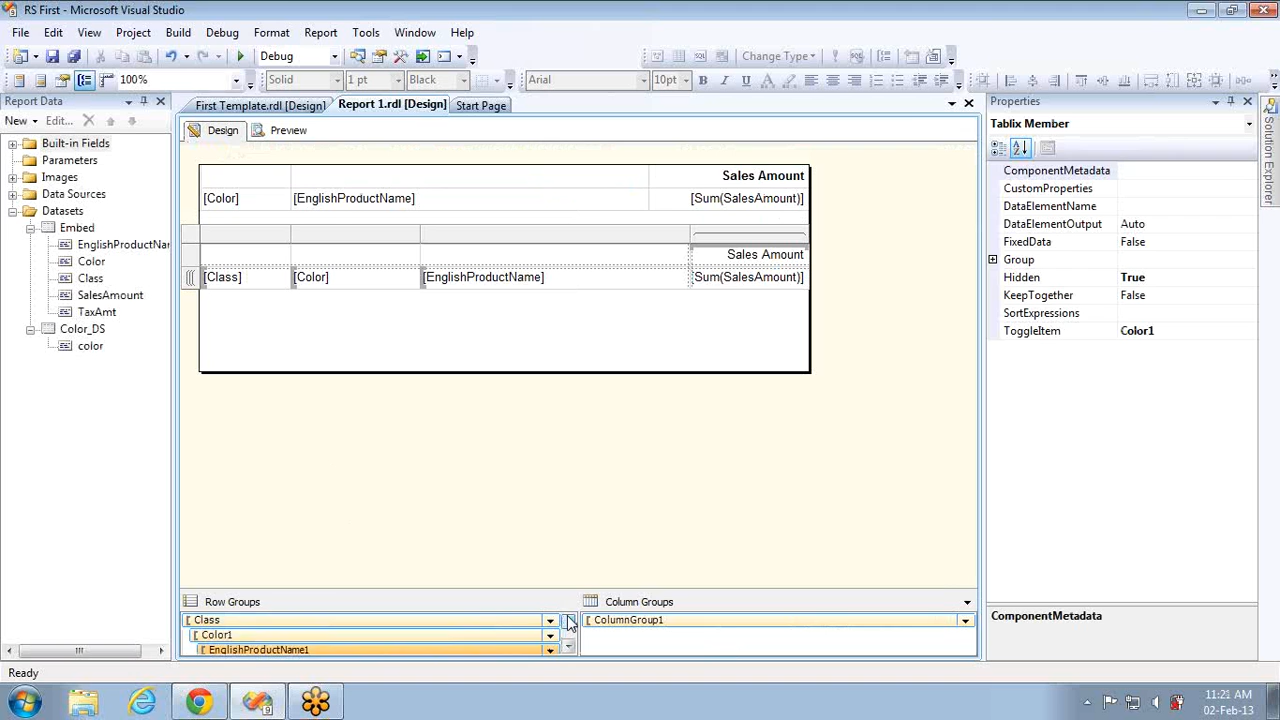 RS First - Microsoft Visual Studio
File Edit View Project Build Debug Format Report Tools Window Help
Debug Change Type
100% Solid 1 pt Black Arial 10pt B I U A
Report Data
New Edit...
Built-in Fields
Parameters
Images
Data Sources
Datasets
Embed
EnglishProductNar
Color
Class
SalesAmount
TaxAmt
Color_DS
color
First Template.rdl [Design] Report 1.rdl [Design] Start Page
Design Preview
Sales Amount
[Color] [EnglishProductName] [Sum(SalesAmount)]
Sales Amount
[Class] [Color] [EnglishProductName] [Sum(SalesAmount)]
Row Groups Column Groups
Class ColumnGroup1
Color1
EnglishProductName1
Properties
Tablix Member
ComponentMetadata
CustomProperties
DataElementName
DataElementOutput Auto
FixedData False
Group
Hidden True
KeepTogether False
SortExpressions
ToggleItem Color1
ComponentMetadata
Solution Explorer
Ready
11:21 AM
02-Feb-13